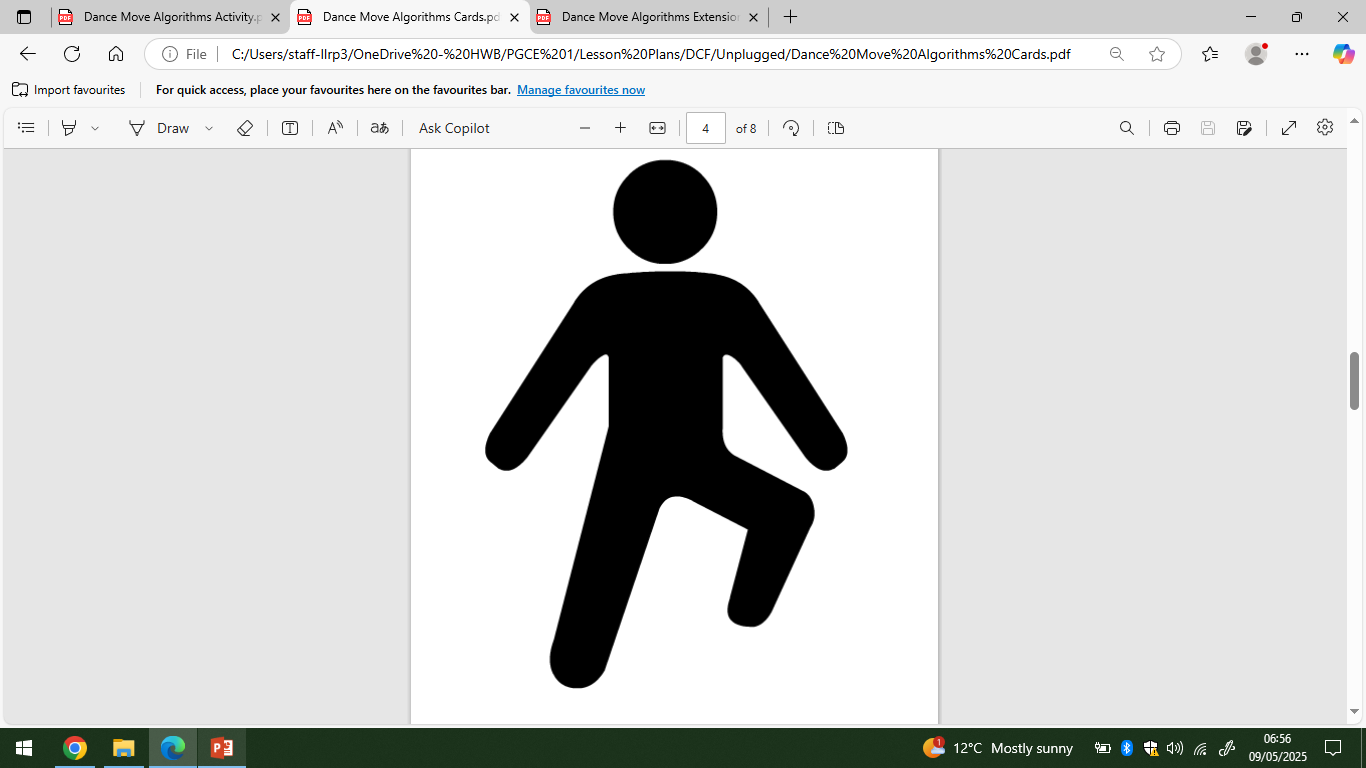 Dance Move Algorithms Activity.p
Dance Move Algorithms Cards.pd
Dance Move Algorithms Extension
File
C:/Users/staff-llrp3/OneDrive%20-%20HWB/PGCE%201/Lesson%20Plans/DCF/Unplugged/Dance%20Move%20Algorithms%20Cards.pdf
Import favourites
For quick access, place your favourites here on the favourites bar. Manage favourites now
Draw
Ask Copilot
4 of 8
12°C Mostly sunny
06:56
09/05/2025